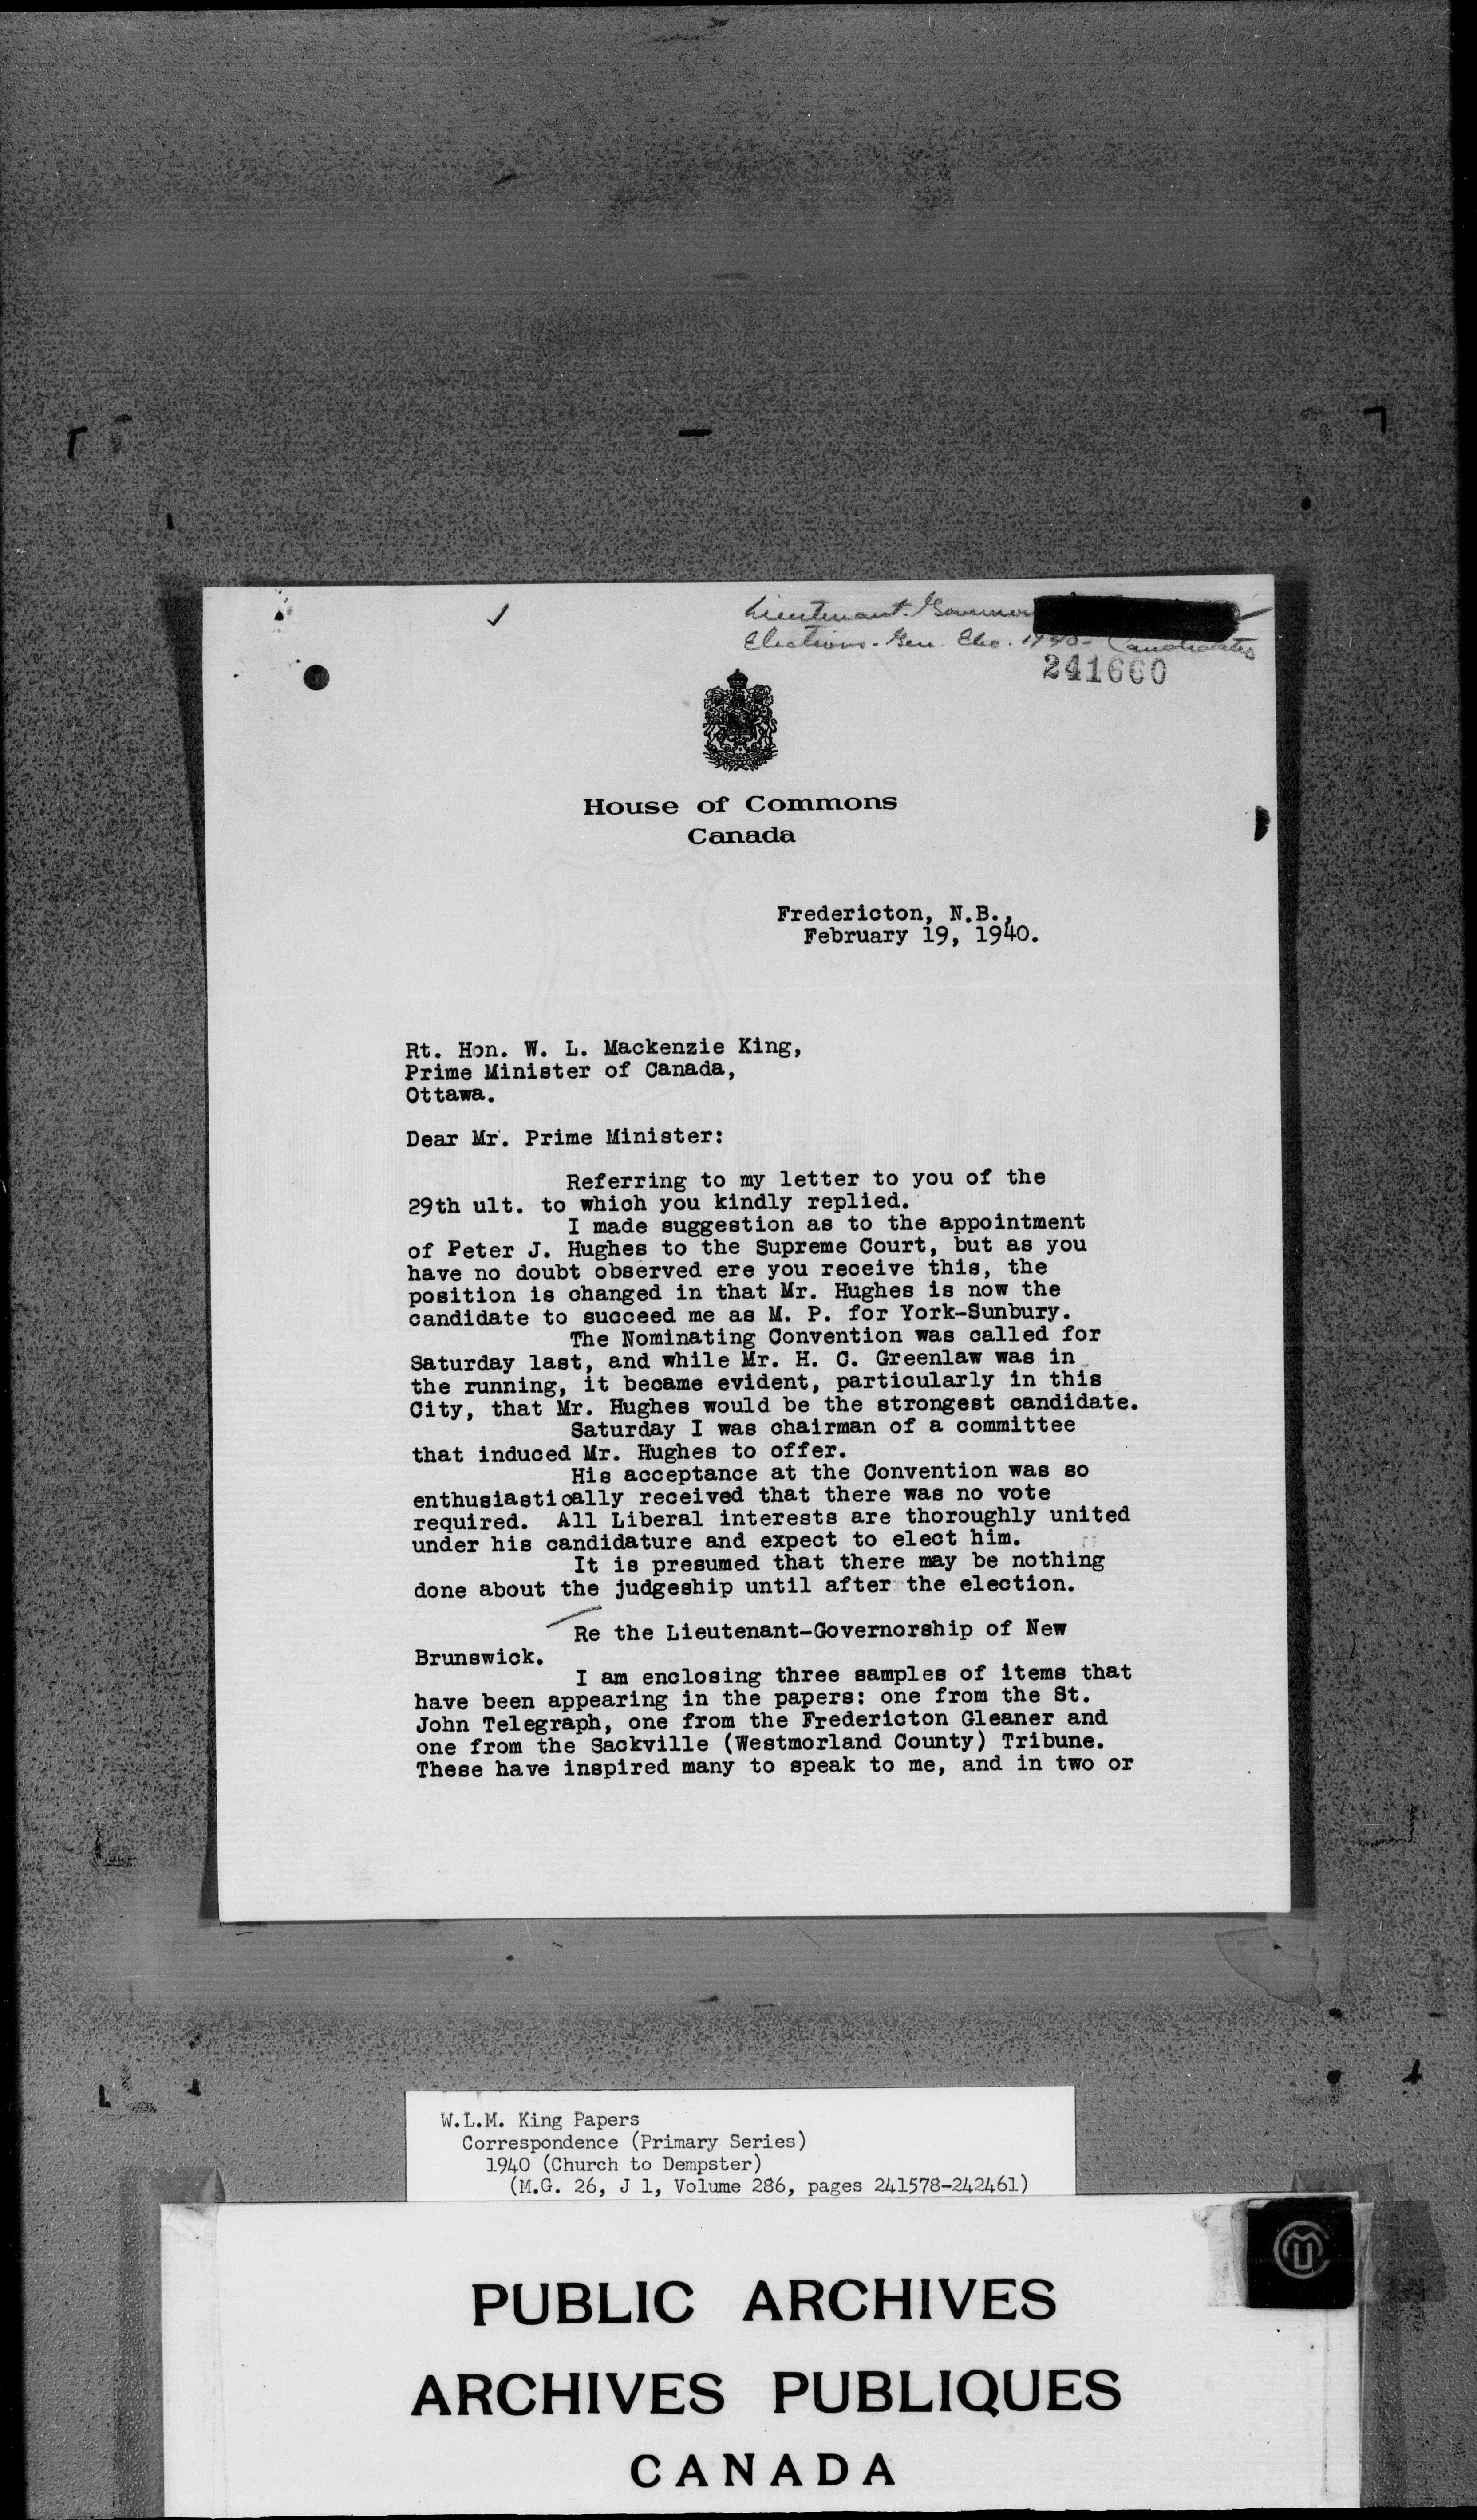 Lieutenant-Governor
Elections - Gen. Elec. 1940 - Candidates
241660
House of Commons
Canada
Fredericton, N.B.,
February 19, 1940.
Rt. Hon. W. L. Mackenzie King,
Prime Minister of Canada,
Ottawa.
Dear Mr. Prime Minister:
Referring to my letter to you of the
29th ult. to which you kindly replied.
I made suggestion as to the appointment
of Peter J. Hughes to the Supreme Court, but as you
have no doubt observed ere you receive this, the
position is changed in that Mr. Hughes is now the
candidate to succeed me as M. P. for York-Sunbury.
The Nominating Convention was called for
Saturday last, and while Mr. H. C. Greenlaw was in
the running, it became evident, particularly in this
City, that Mr. Hughes would be the strongest candidate.
Saturday I was chairman of a committee
that induced Mr. Hughes to offer.
His acceptance at the Convention was so
enthusiastically received that there was no vote
required. All Liberal interests are thoroughly united
under his candidature and expect to elect him.
It is presumed that there may be nothing
done about the judgeship until after the election.
Re the Lieutenant-Governorship of New
Brunswick.
I am enclosing three samples of items that
have been appearing in the papers: one from the St.
John Telegraph, one from the Fredericton Gleaner and
one from the Sackville (Westmorland County) Tribune.
These have inspired many to speak to me, and in two or
W.L.M. King Papers
Correspondence (Primary Series)
1940 (Church to Dempster)
(M.G. 26, J 1, Volume 286, pages 241578-242461)
PUBLIC ARCHIVES
ARCHIVES PUBLIQUES
CANADA